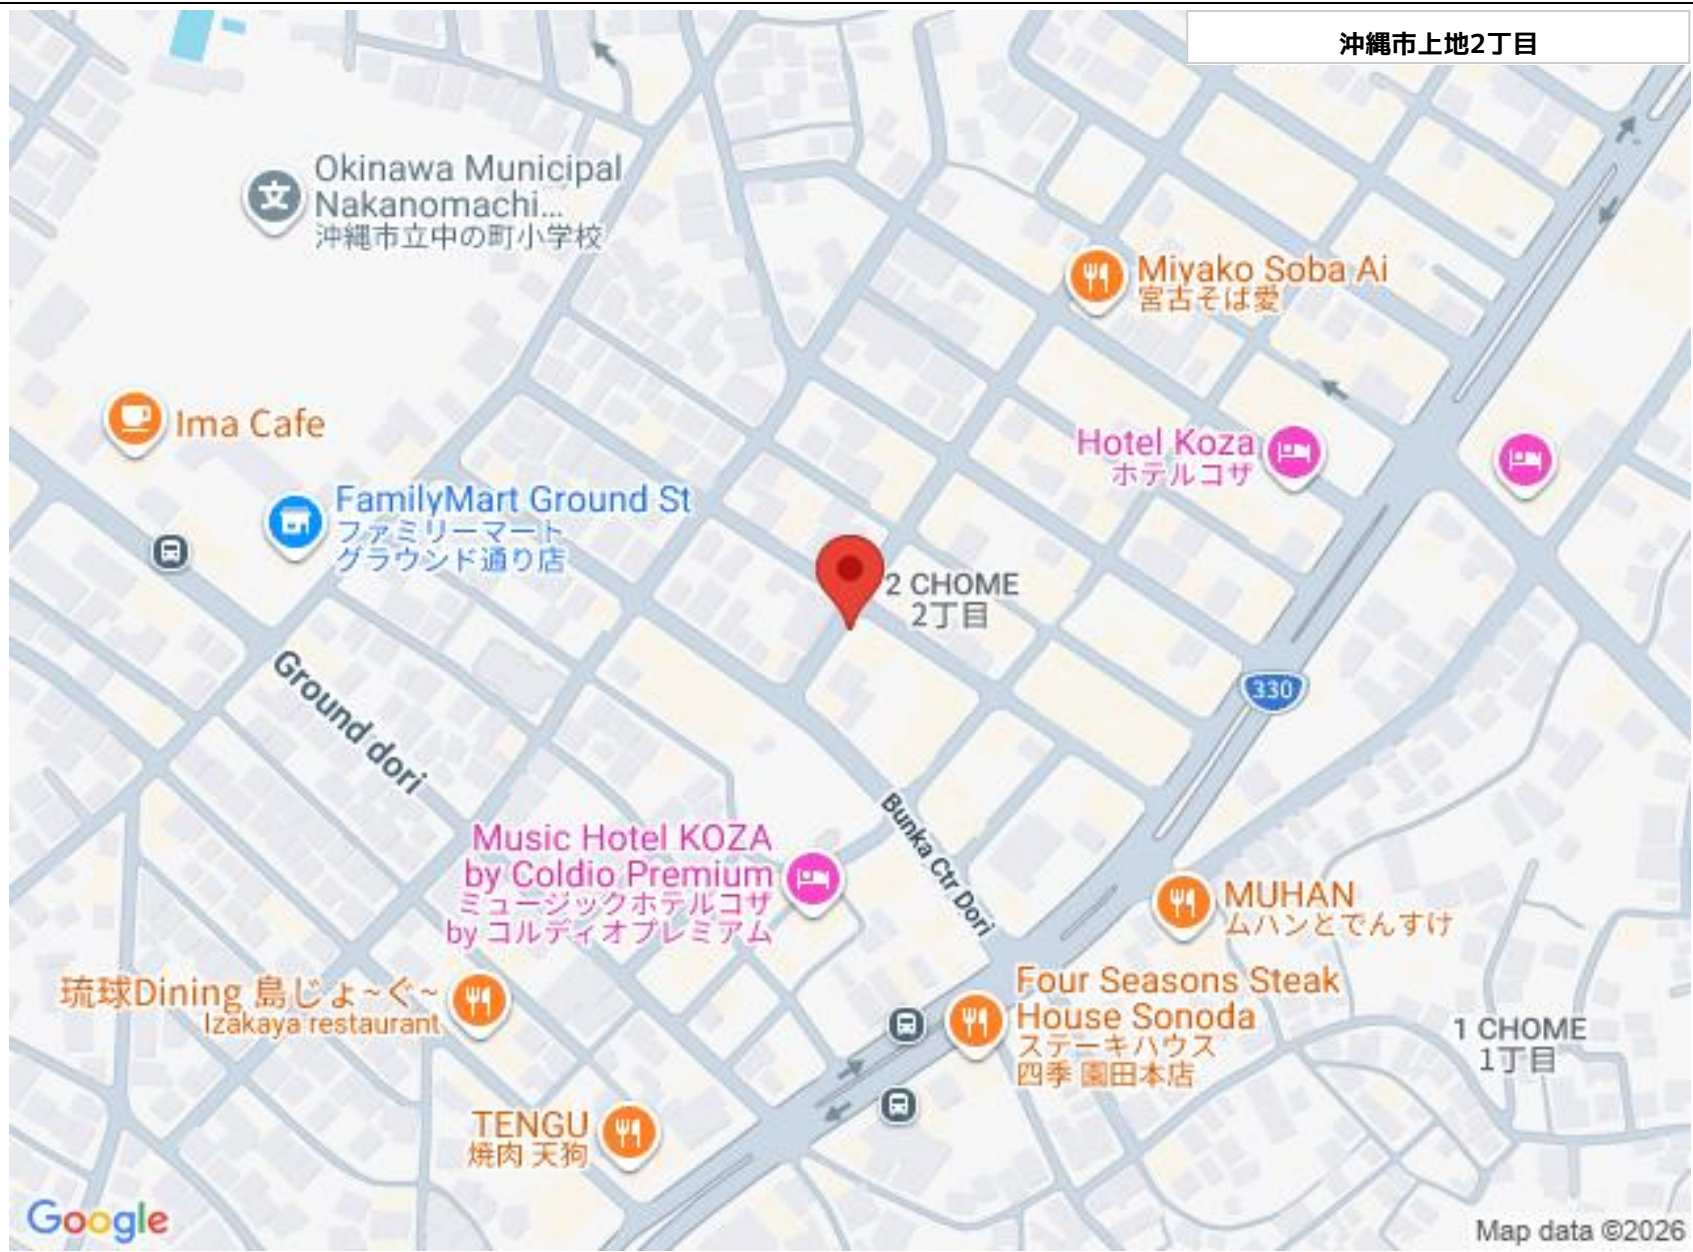 沖縄市上地2丁目
Okinawa Municipal
Nakanomachi...
沖縄市立中の町小学校
Miyako Soba Ai
宮古そば愛
Ima Cafe
Hotel Koza
ホテルコザ
FamilyMart Ground St
ファミリーマート
グラウンド通り店
2 CHOME
2丁目
Ground dori
330
Bunka Ctr Dori
Music Hotel KOZA
by Coldio Premium
ミュージックホテルコザ
by コルディオプレミアム
MUHAN
ムハンとでんすけ
琉球Dining 島じょ~ぐ~
Izakaya restaurant
Four Seasons Steak
House Sonoda
ステーキハウス
四季 園田本店
1 CHOME
1丁目
TENGU
焼肉 天狗
Google
Map data ©2026